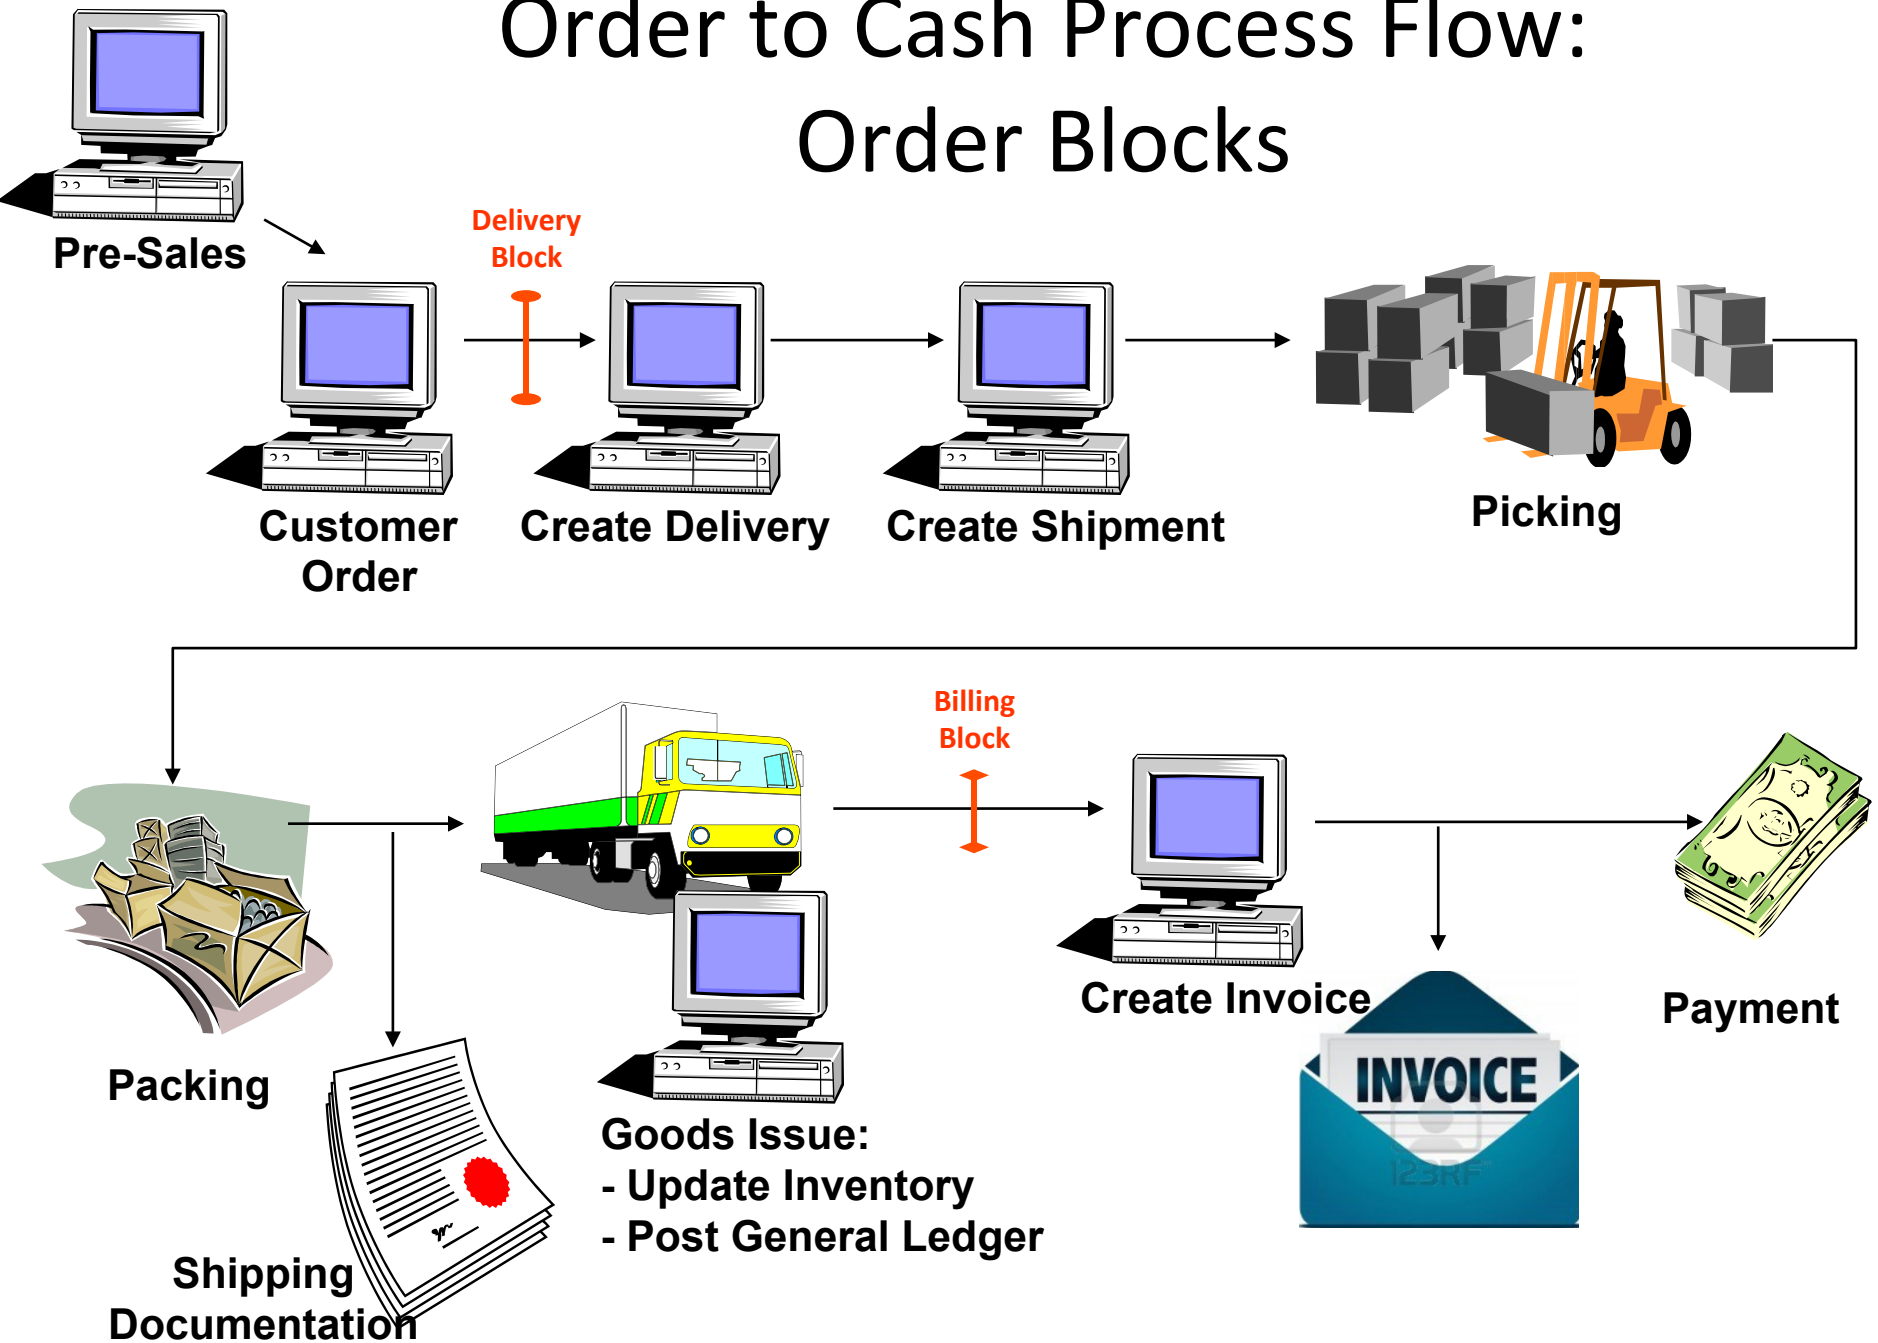 Order to Cash Process Flow:
Order Blocks
Pre-Sales
Delivery
Block
Customer
Order
Create Delivery
Create Shipment
Picking
Billing
Block
Packing
Shipping
Documentation
Goods Issue:
- Update Inventory
- Post General Ledger
Create Invoice
INVOICE
123RF
Payment